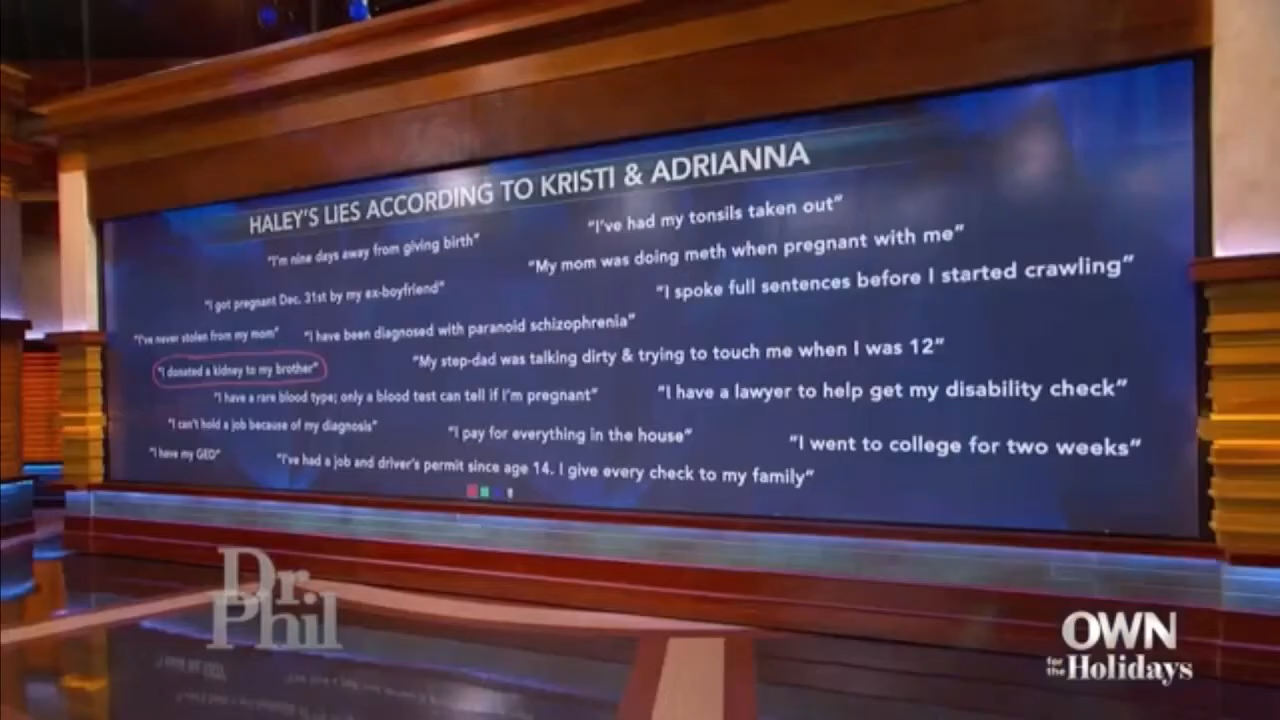 HALEY'S LIES ACCORDING TO KRISTI & ADRIANNA
"I've had my tonsils taken out"
"I'm nine days away from giving birth"
"My mom was doing meth when pregnant with me"
"I got pregnant Dec. 31st by my ex-boyfriend"
"I spoke full sentences before I started crawling"
"I've never stolen from my mom"
"I have been diagnosed with paranoid schizophrenia"
"I donated a kidney to my brother"
"My step-dad was talking dirty & trying to touch me when I was 12"
"I have a rare blood type; only a blood test can tell if I'm pregnant"
"I have a lawyer to help get my disability check"
"I can't hold a job because of my diagnosis"
"I pay for everything in the house"
"I went to college for two weeks"
"I have my GED"
"I've had a job and driver's permit since age 14. I give every check to my family"
Dr.
Phil
OWN
for the Holidays